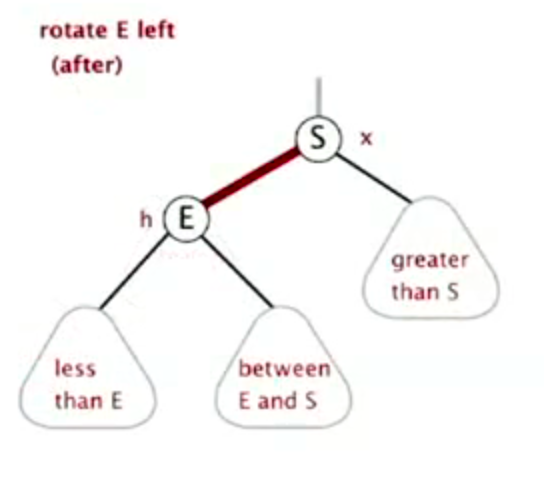 rotate E left
(after)
S
x
h
E
greater
than S
less
than E
between
E and S